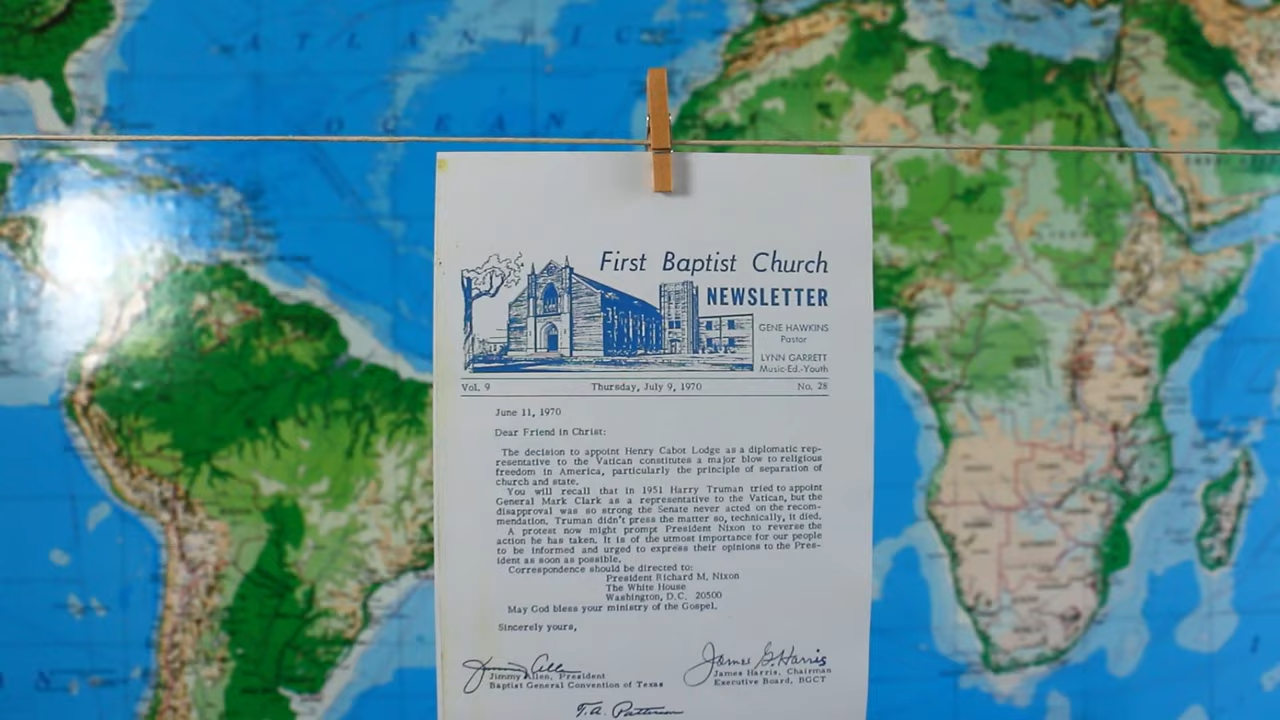 ATLANTIC
OCEAN
First Baptist Church
NEWSLETTER
GENE HAWKINS
Pastor
LYNN GARRETT
Music-Ed.-Youth
Vol. 9 Thursday, July 9, 1970 No. 28
June 11, 1970
Dear Friend in Christ:
The decision to appoint Henry Cabot Lodge as a diplomatic rep-
resentative to the Vatican constitutes a major blow to religious
freedom in America, particularly the principle of separation of
church and state.
You will recall that in 1951 Harry Truman tried to appoint
General Mark Clark as a representative to the Vatican, but the
disapproval was so strong the Senate never acted on the recom-
mendation. Truman didn't press the matter so, technically, it died.
A protest now might prompt President Nixon to reverse the
action he has taken. It is of the utmost importance for our people
to be informed and urged to express their opinions to the Pres-
ident as soon as possible.
Correspondence should be directed to:
President Richard M. Nixon
The White House
Washington, D.C. 20500
May God bless your ministry of the Gospel.
Sincerely yours,
Jimmy Allen James G. Harris
Jimmy Allen, President James Harris, Chairman
Baptist General Convention of Texas Executive Board, BGCT
T.A. Patterson